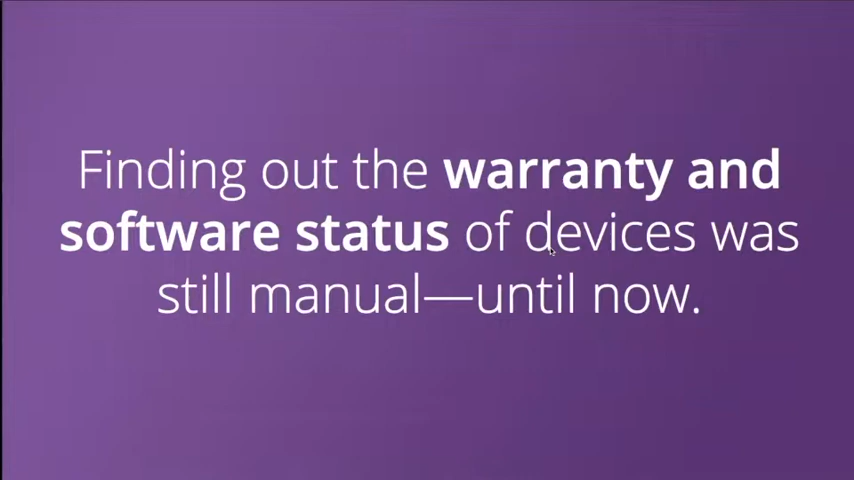 Finding out the warranty and
software status of devices was
still manual—until now.